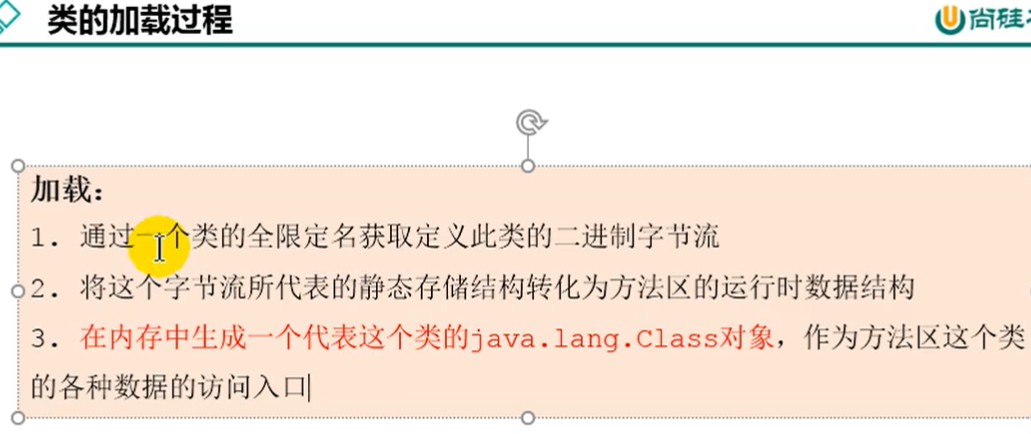 类的加载过程
尚硅
加载：
1. 通过一个类的全限定名获取定义此类的二进制字节流
2. 将这个字节流所代表的静态存储结构转化为方法区的运行时数据结构
3. 在内存中生成一个代表这个类的java.lang.Class对象，作为方法区这个类
的各种数据的访问入口